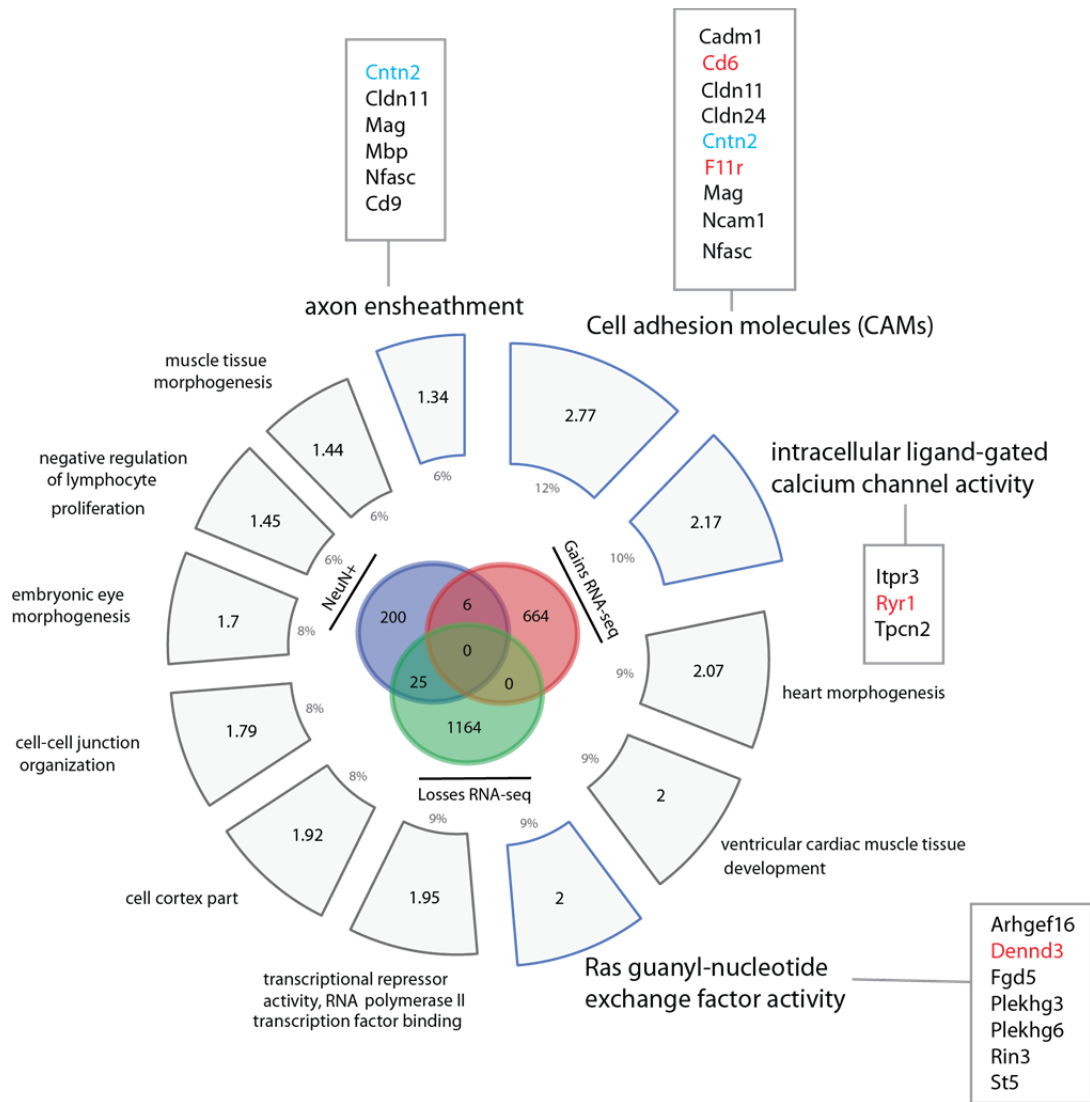 Cntn2
Cldn11
Mag
Mbp
Nfasc
Cd9
Cadm1
Cd6
Cldn11
Cldn24
Cntn2
F11r
Mag
Ncam1
Nfasc
axon ensheathment
Cell adhesion molecules (CAMs)
muscle tissue
morphogenesis
negative regulation
of lymphocyte
proliferation
embryonic eye
morphogenesis
cell-cell junction
organization
cell cortex part
transcriptional repressor
activity, RNA polymerase II
transcription factor binding
Ras guanyl-nucleotide
exchange factor activity
ventricular cardiac muscle tissue
development
heart morphogenesis
intracellular ligand-gated
calcium channel activity
Itpr3
Ryr1
Tpcn2
Arhgef16
Dennd3
Fgd5
Plekhg3
Plekhg6
Rin3
St5
1.34
6%
2.77
12%
2.17
10%
2.07
9%
2
9%
2
9%
1.95
9%
1.92
8%
1.79
8%
1.7
8%
1.45
6%
1.44
6%
NeuN+
Gains RNA-seq
Losses RNA-seq
200
6
664
0
25
0
1164